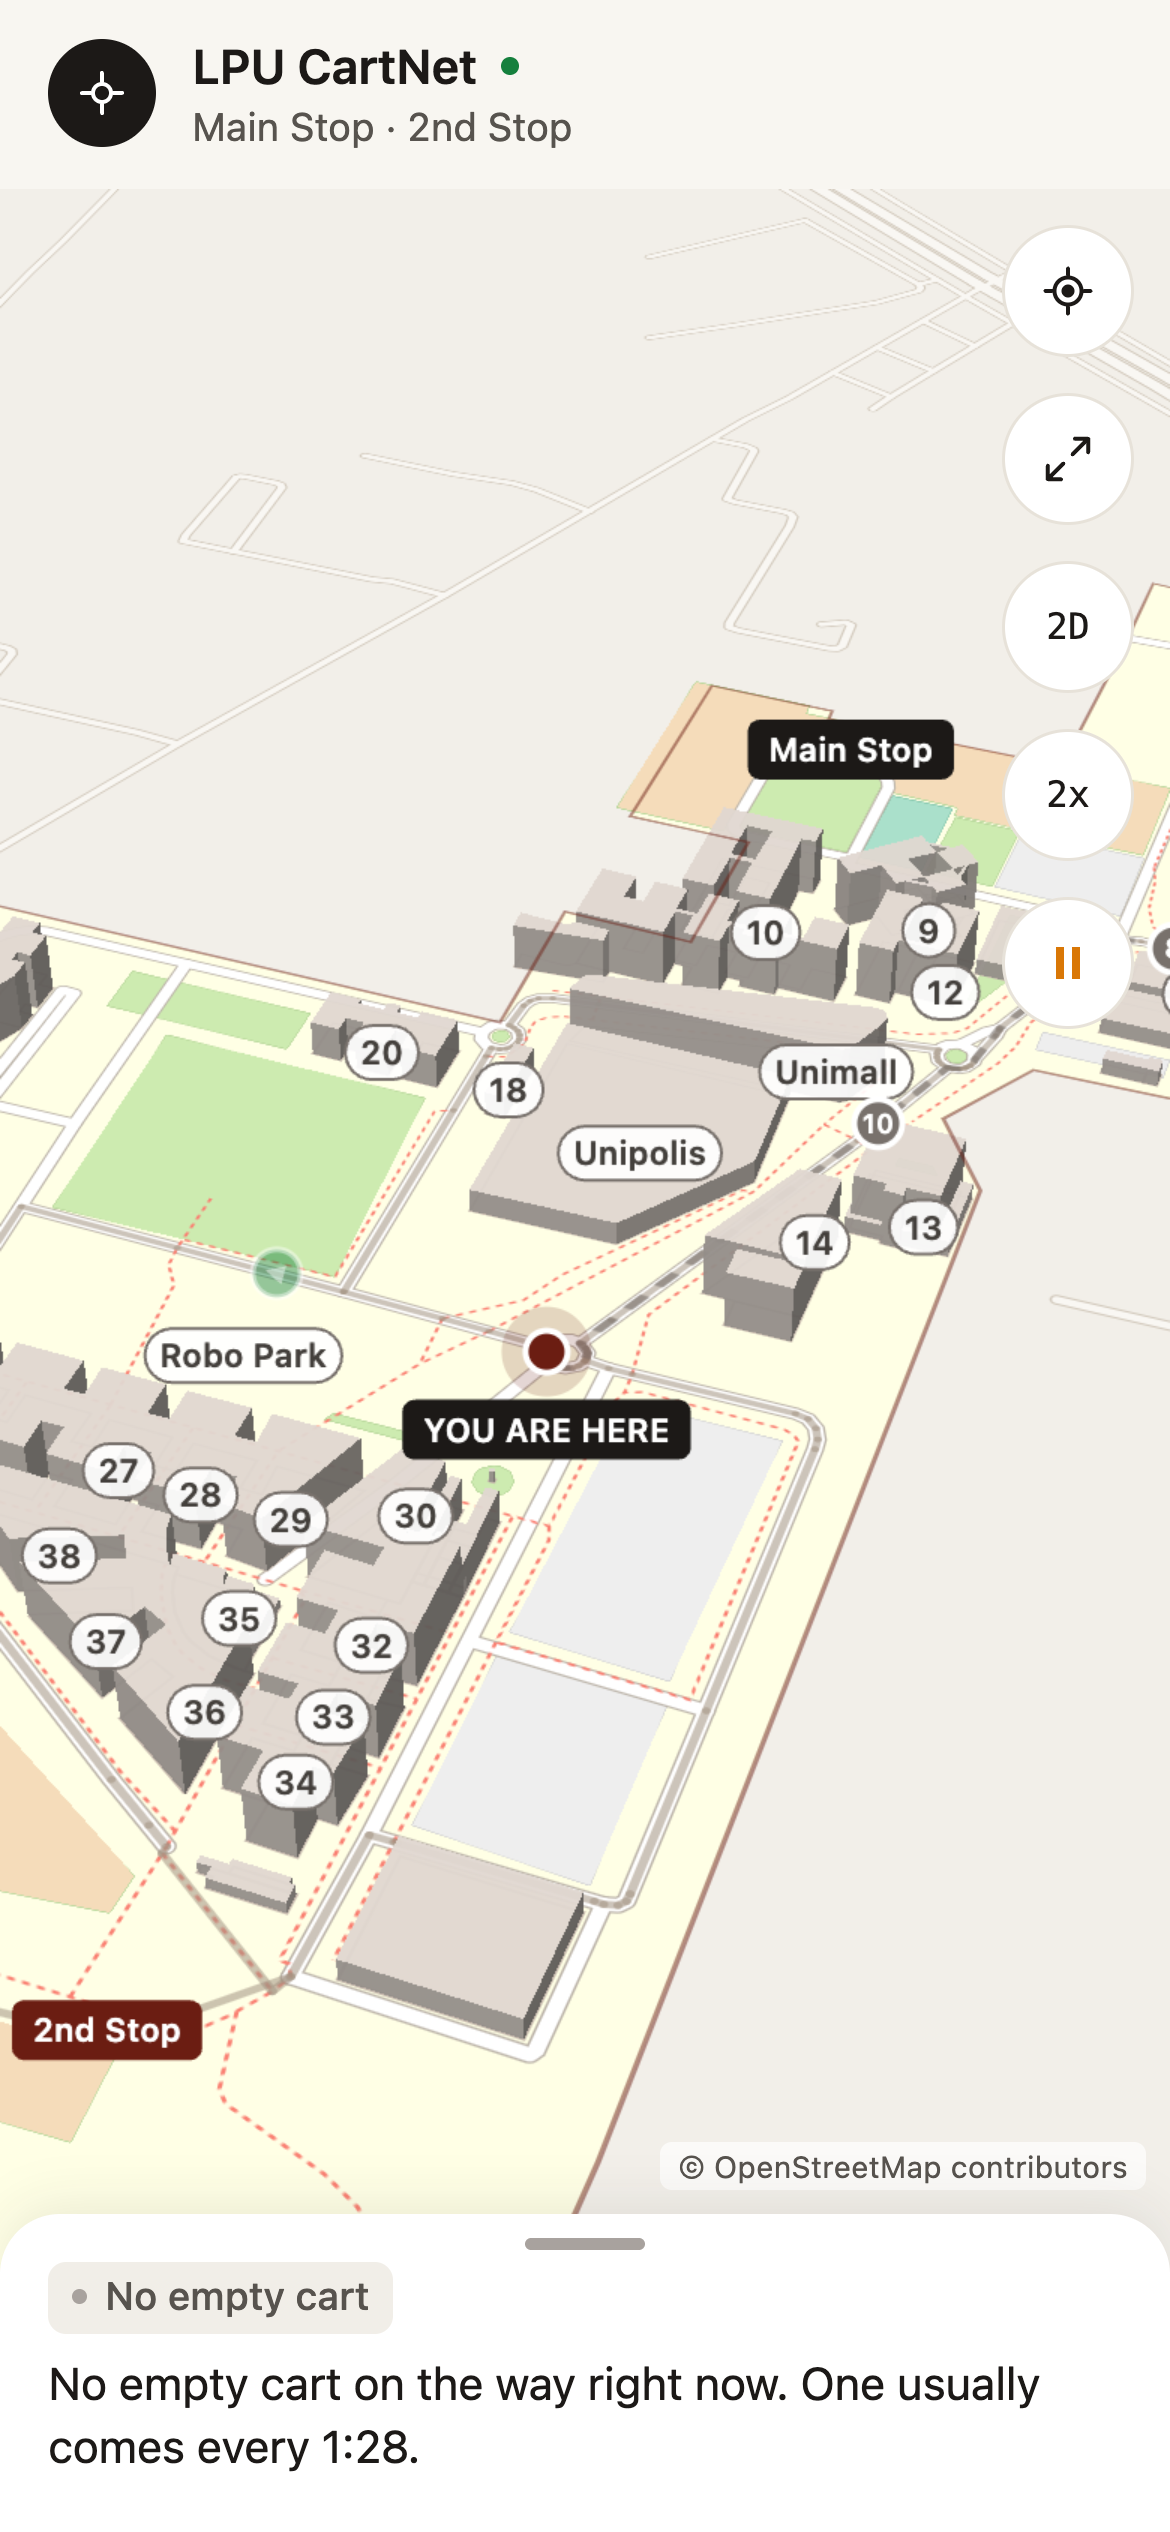 LPU CartNet
Main Stop · 2nd Stop
2D
Main Stop
2x
10
9
12
20
18
Unimall
10
Unipolis
14
13
Robo Park
YOU ARE HERE
27
28
29
30
38
35
37
32
36
33
34
2nd Stop
© OpenStreetMap contributors
No empty cart
No empty cart on the way right now. One usually
comes every 1:28.